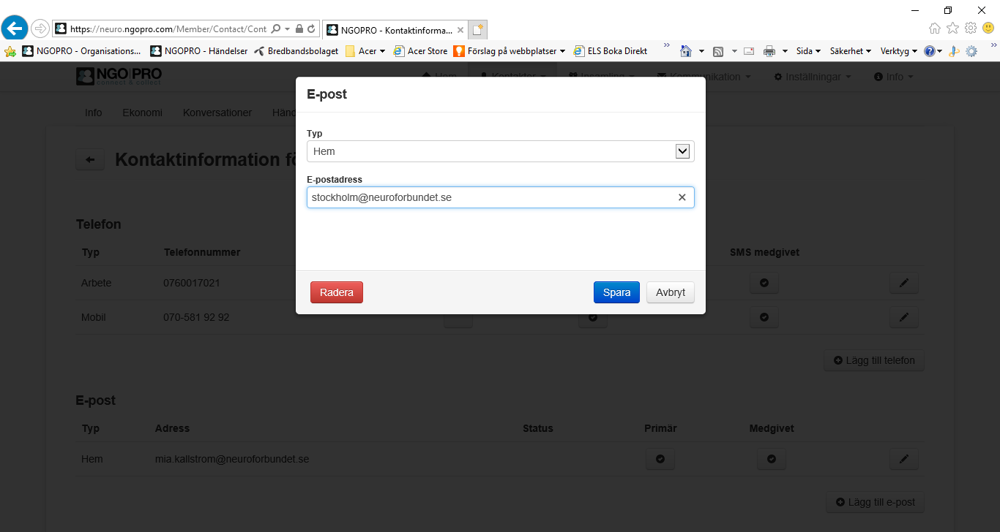 https://neuro.ngopro.com/Member/Contact/Cont
NGOPRO - Kontaktinforma...
NGOPRO - Organisations... NGOPRO - Händelser Bredbandsbolaget Acer Acer Store Förslag på webbplatser ELS Boka Direkt Sida Säkerhet Verktyg
NGO PRO
connect & collect
Hem Kontakter Insamling Kommunikation Inställningar Info
Info Ekonomi Konversationer Händ
Kontaktinformation fö
E-post
Typ
Hem
E-postadress
stockholm@neuroforbundet.se
Radera Spara Avbryt
Telefon
Typ Telefonnummer SMS medgivet
Arbete 0760017021
Mobil 070-581 92 92
Lägg till telefon
E-post
Typ Adress Status Primär Medgivet
Hem mia.kallstrom@neuroforbundet.se
Lägg till e-post